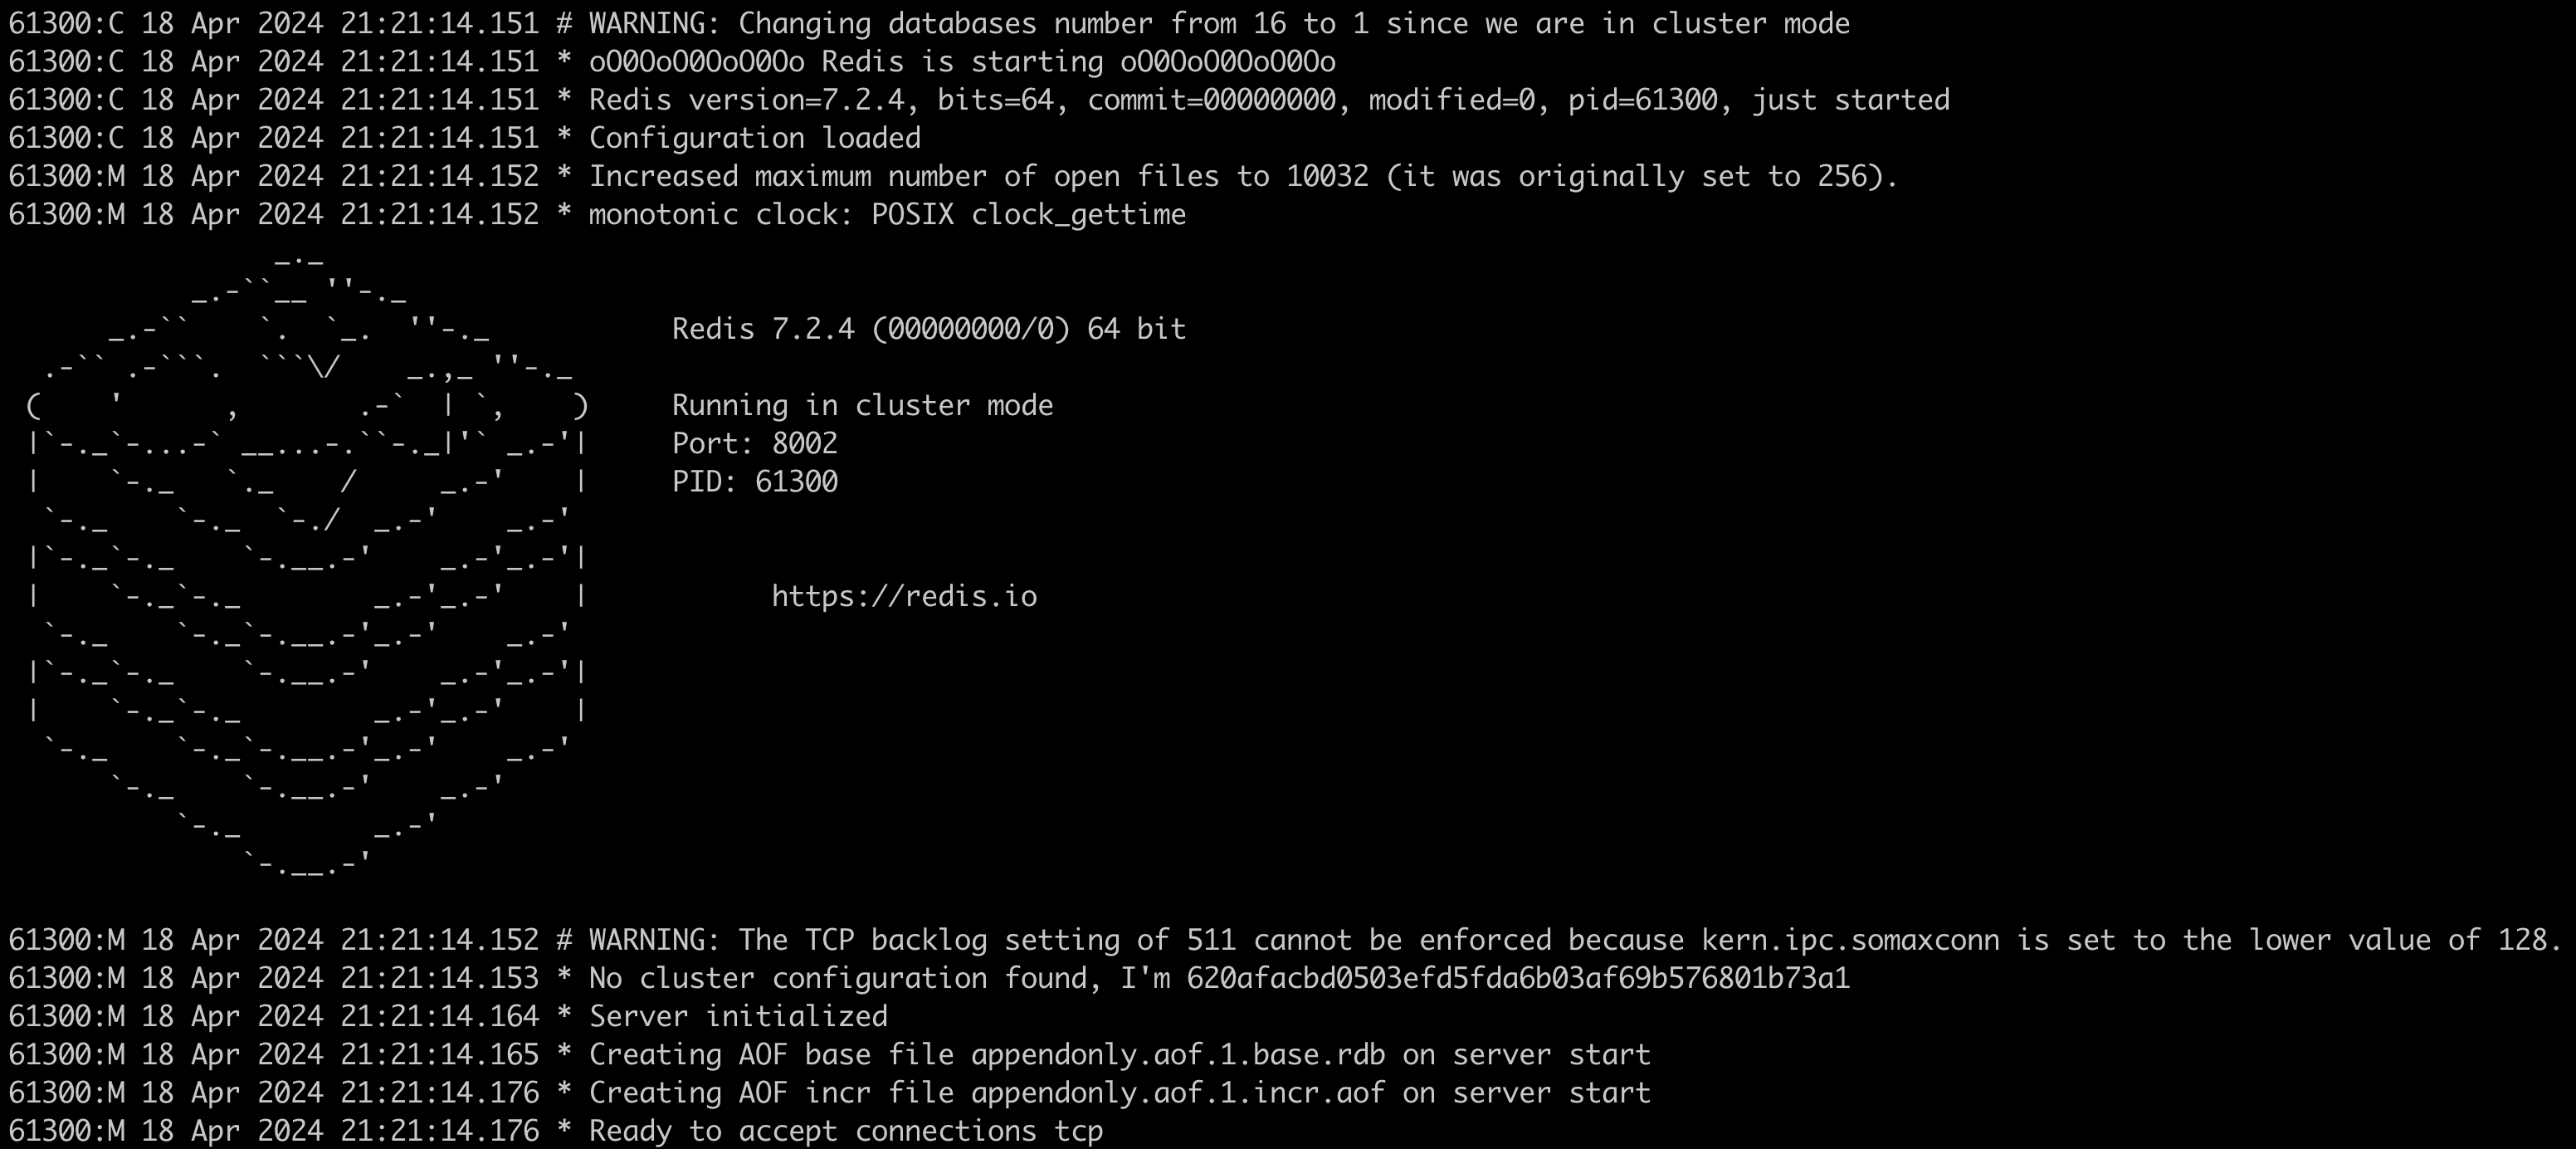 61300:C 18 Apr 2024 21:21:14.151 # WARNING: Changing databases number from 16 to 1 since we are in cluster mode
61300:C 18 Apr 2024 21:21:14.151 * oO0OoO0OoO0Oo Redis is starting oO0OoO0OoO0Oo
61300:C 18 Apr 2024 21:21:14.151 * Redis version=7.2.4, bits=64, commit=00000000, modified=0, pid=61300, just started
61300:C 18 Apr 2024 21:21:14.151 * Configuration loaded
61300:M 18 Apr 2024 21:21:14.152 * Increased maximum number of open files to 10032 (it was originally set to 256).
61300:M 18 Apr 2024 21:21:14.152 * monotonic clock: POSIX clock_gettime
Redis 7.2.4 (00000000/0) 64 bit
Running in cluster mode
Port: 8002
PID: 61300
https://redis.io
61300:M 18 Apr 2024 21:21:14.152 # WARNING: The TCP backlog setting of 511 cannot be enforced because kern.ipc.somaxconn is set to the lower value of 128.
61300:M 18 Apr 2024 21:21:14.153 * No cluster configuration found, I'm 620afacbd0503efd5fda6b03af69b576801b73a1
61300:M 18 Apr 2024 21:21:14.164 * Server initialized
61300:M 18 Apr 2024 21:21:14.165 * Creating AOF base file appendonly.aof.1.base.rdb on server start
61300:M 18 Apr 2024 21:21:14.176 * Creating AOF incr file appendonly.aof.1.incr.aof on server start
61300:M 18 Apr 2024 21:21:14.176 * Ready to accept connections tcp